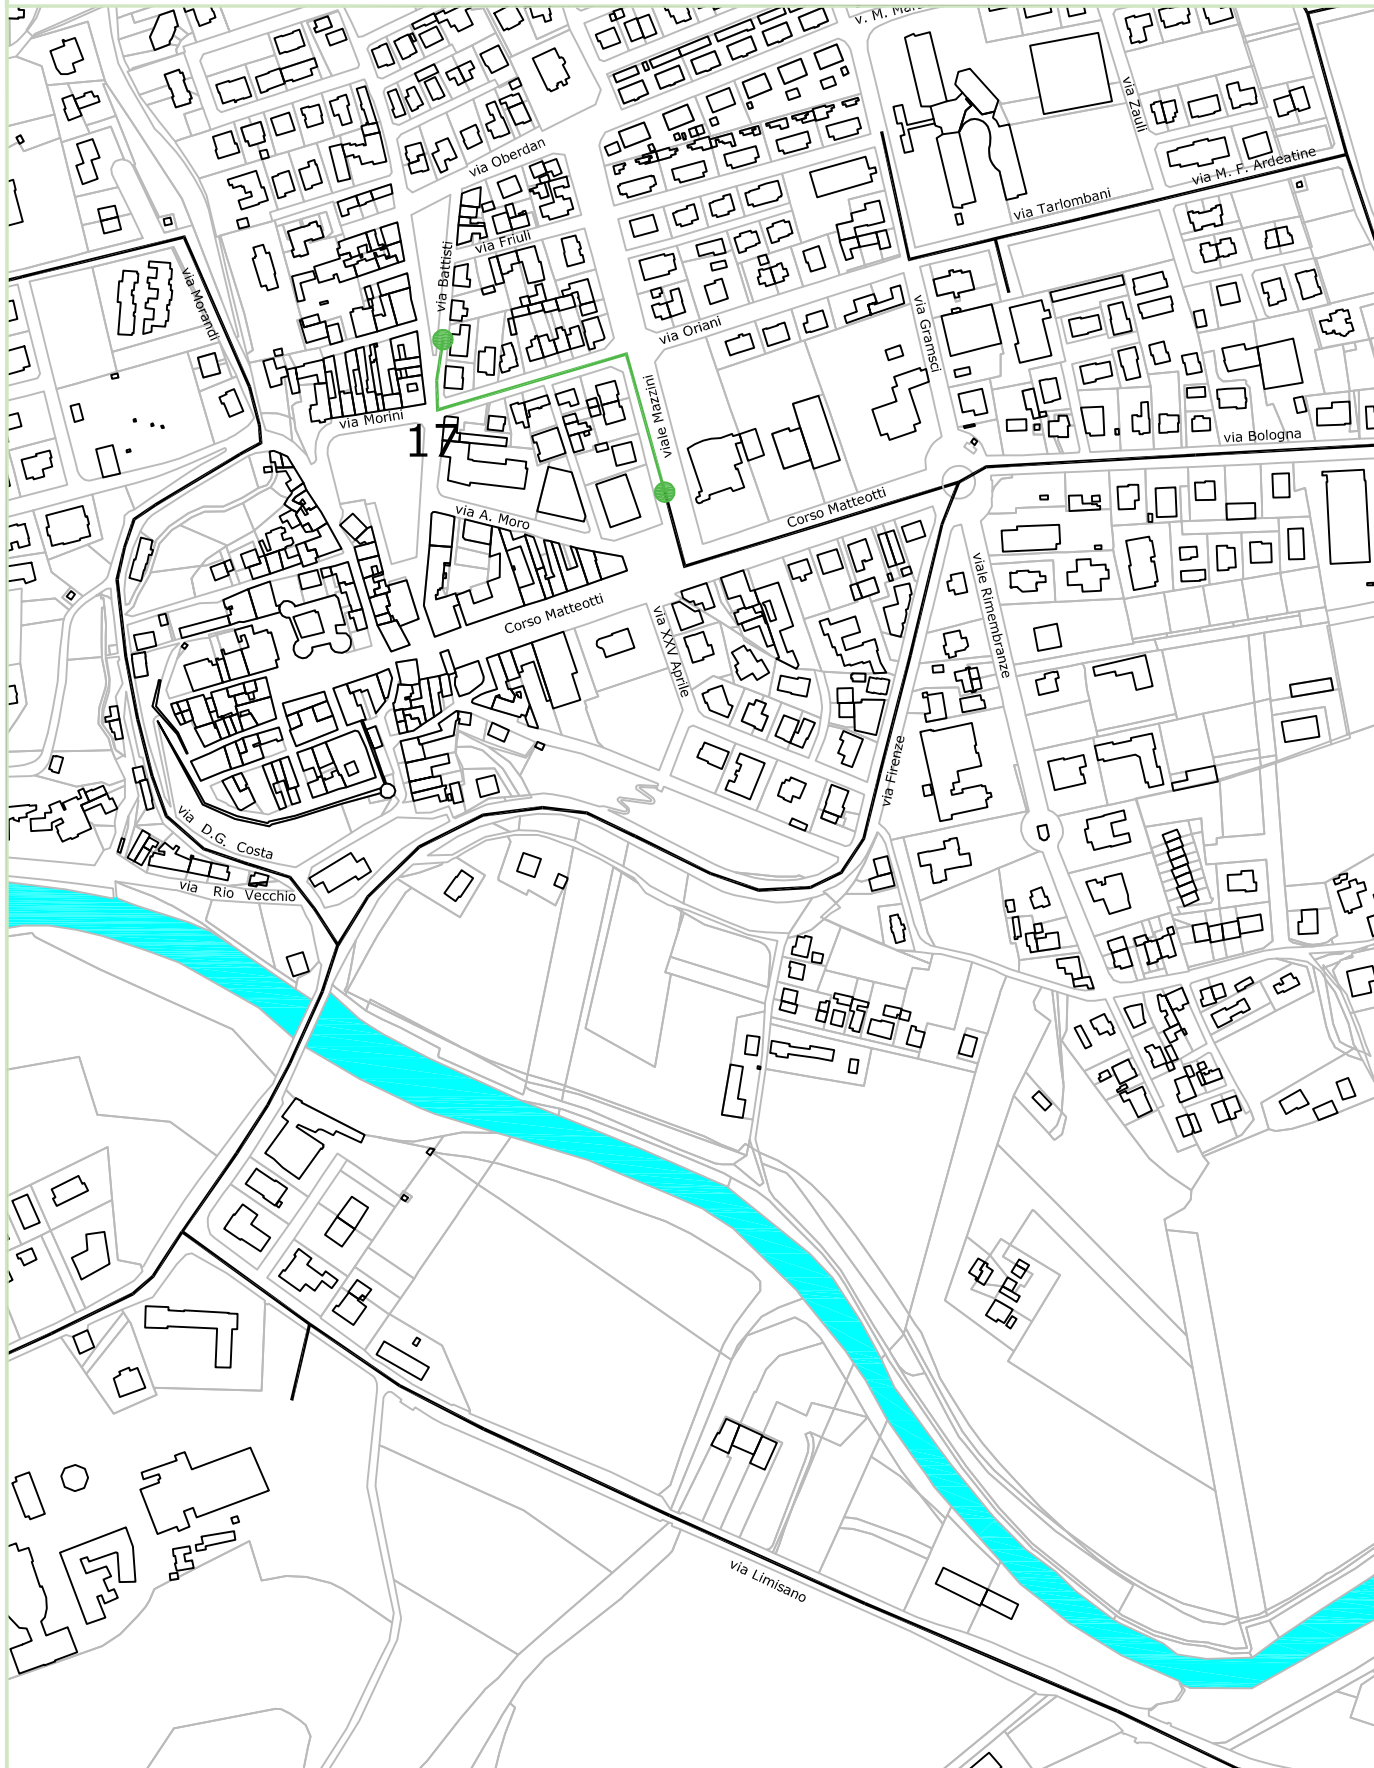 v. M. Mar
via Zauli
via Oberdan
via M. F. Ardeatine
via Tarlombani
via Friuli
via Battisti
via Morandi
via Oriani
via Gramsci
viale Mazzini
via Morini
17
via Bologna
Corso Matteotti
via A. Moro
viale Rimembranze
Corso Matteotti
via XXV Aprile
via Firenze
via D.G. Costa
via Rio Vecchio
via Limisano